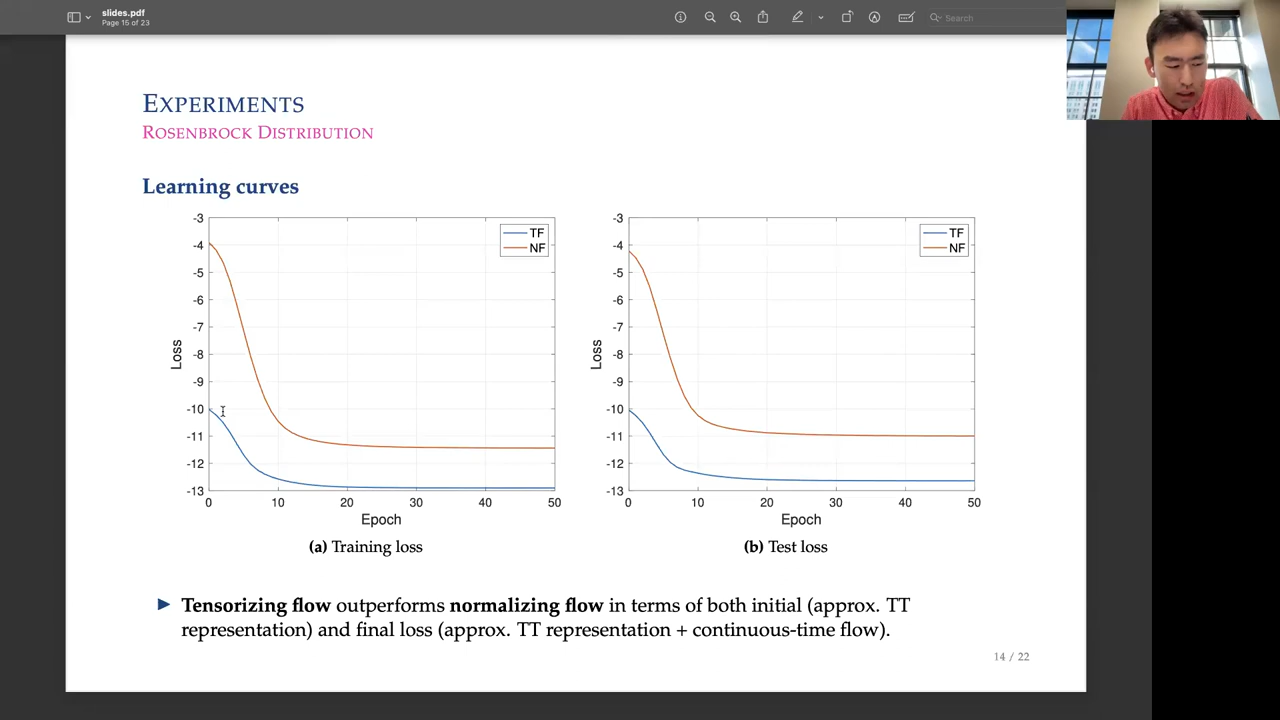 slides.pdf
Page 15 of 23
Search
EXPERIMENTS
ROSENBROCK DISTRIBUTION
Learning curves
-3
-4
-5
-6
-7
-8
-9
-10
-11
-12
-13
Loss
TF
NF
0 10 20 30 40 50
Epoch
(a) Training loss
-3
-4
-5
-6
-7
-8
-9
-10
-11
-12
-13
Loss
TF
NF
0 10 20 30 40 50
Epoch
(b) Test loss
Tensorizing flow outperforms normalizing flow in terms of both initial (approx. TT
representation) and final loss (approx. TT representation + continuous-time flow).
14 / 22